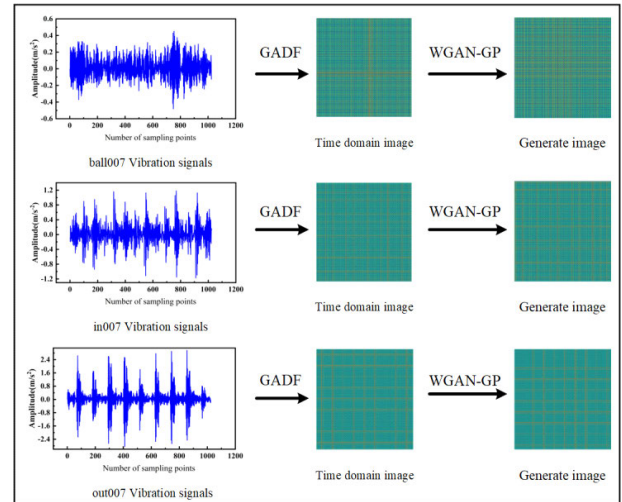 0.6
0.4
0.2
0.0
-0.2
-0.4
-0.6
Amplitude(m/s²)
0 200 400 600 800 1000 1200
Number of sampling points
ball007 Vibration signals
GADF
Time domain image
WGAN-GP
Generate image
1.2
0.8
0.4
0.0
-0.4
-0.8
-1.2
Amplitude(m/s⁻²)
0 200 400 600 800 1000 1200
Number of sampling points
in007 Vibration signals
GADF
Time domain image
WGAN-GP
Generate image
2.4
1.6
0.8
0.0
-0.8
-1.6
-2.4
Amplitude(m/s²)
0 200 400 600 800 1000 1200
Number of sampling points
out007 Vibration signals
GADF
Time domain image
WGAN-GP
Generate image